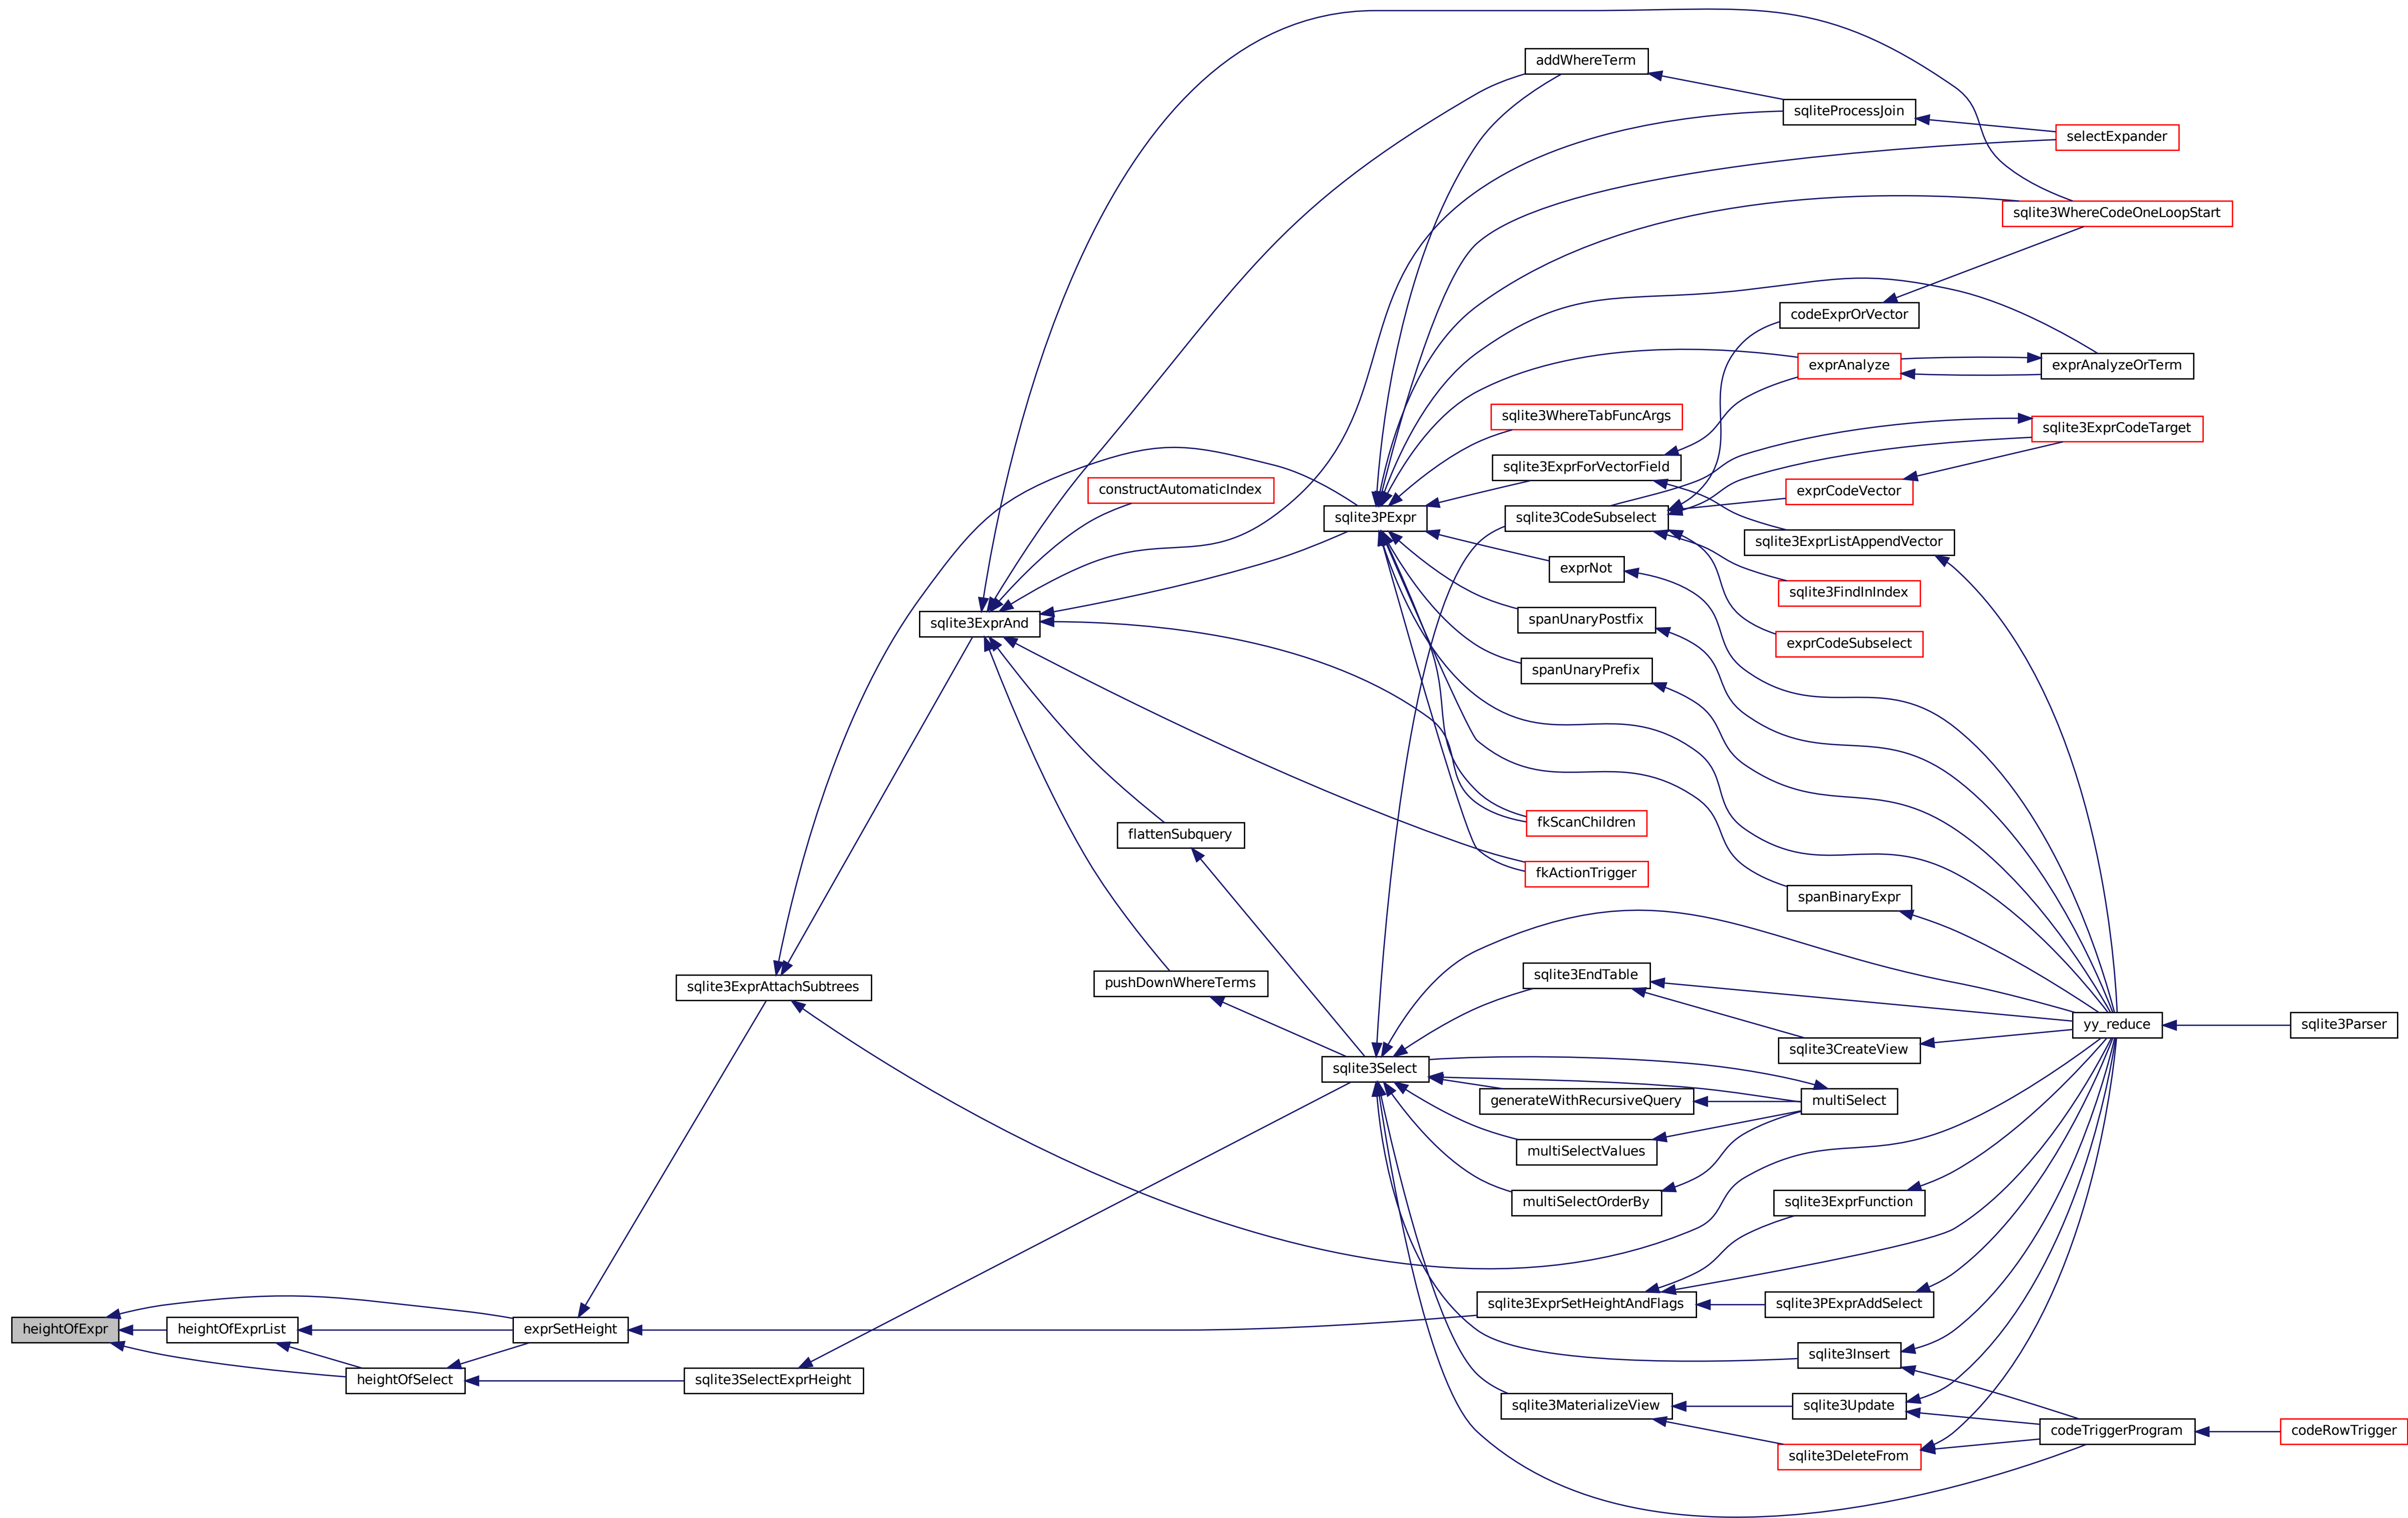 addWhereTerm
sqliteProcessJoin
selectExpander
sqlite3WhereCodeOneLoopStart
codeExprOrVector
exprAnalyze
exprAnalyzeOrTerm
sqlite3WhereTabFuncArgs
sqlite3ExprCodeTarget
sqlite3ExprForVectorField
constructAutomaticIndex
exprCodeVector
sqlite3PExpr
sqlite3CodeSubselect
sqlite3ExprListAppendVector
exprNot
sqlite3FindInIndex
spanUnaryPostfix
sqlite3ExprAnd
exprCodeSubselect
spanUnaryPrefix
fkScanChildren
flattenSubquery
fkActionTrigger
spanBinaryExpr
sqlite3EndTable
pushDownWhereTerms
sqlite3ExprAttachSubtrees
yy_reduce
sqlite3Parser
sqlite3CreateView
sqlite3Select
generateWithRecursiveQuery
multiSelect
multiSelectValues
multiSelectOrderBy
sqlite3ExprFunction
sqlite3ExprSetHeightAndFlags
sqlite3PExprAddSelect
heightOfExpr
heightOfExprList
exprSetHeight
sqlite3Insert
heightOfSelect
sqlite3SelectExprHeight
sqlite3MaterializeView
sqlite3Update
codeTriggerProgram
codeRowTrigger
sqlite3DeleteFrom